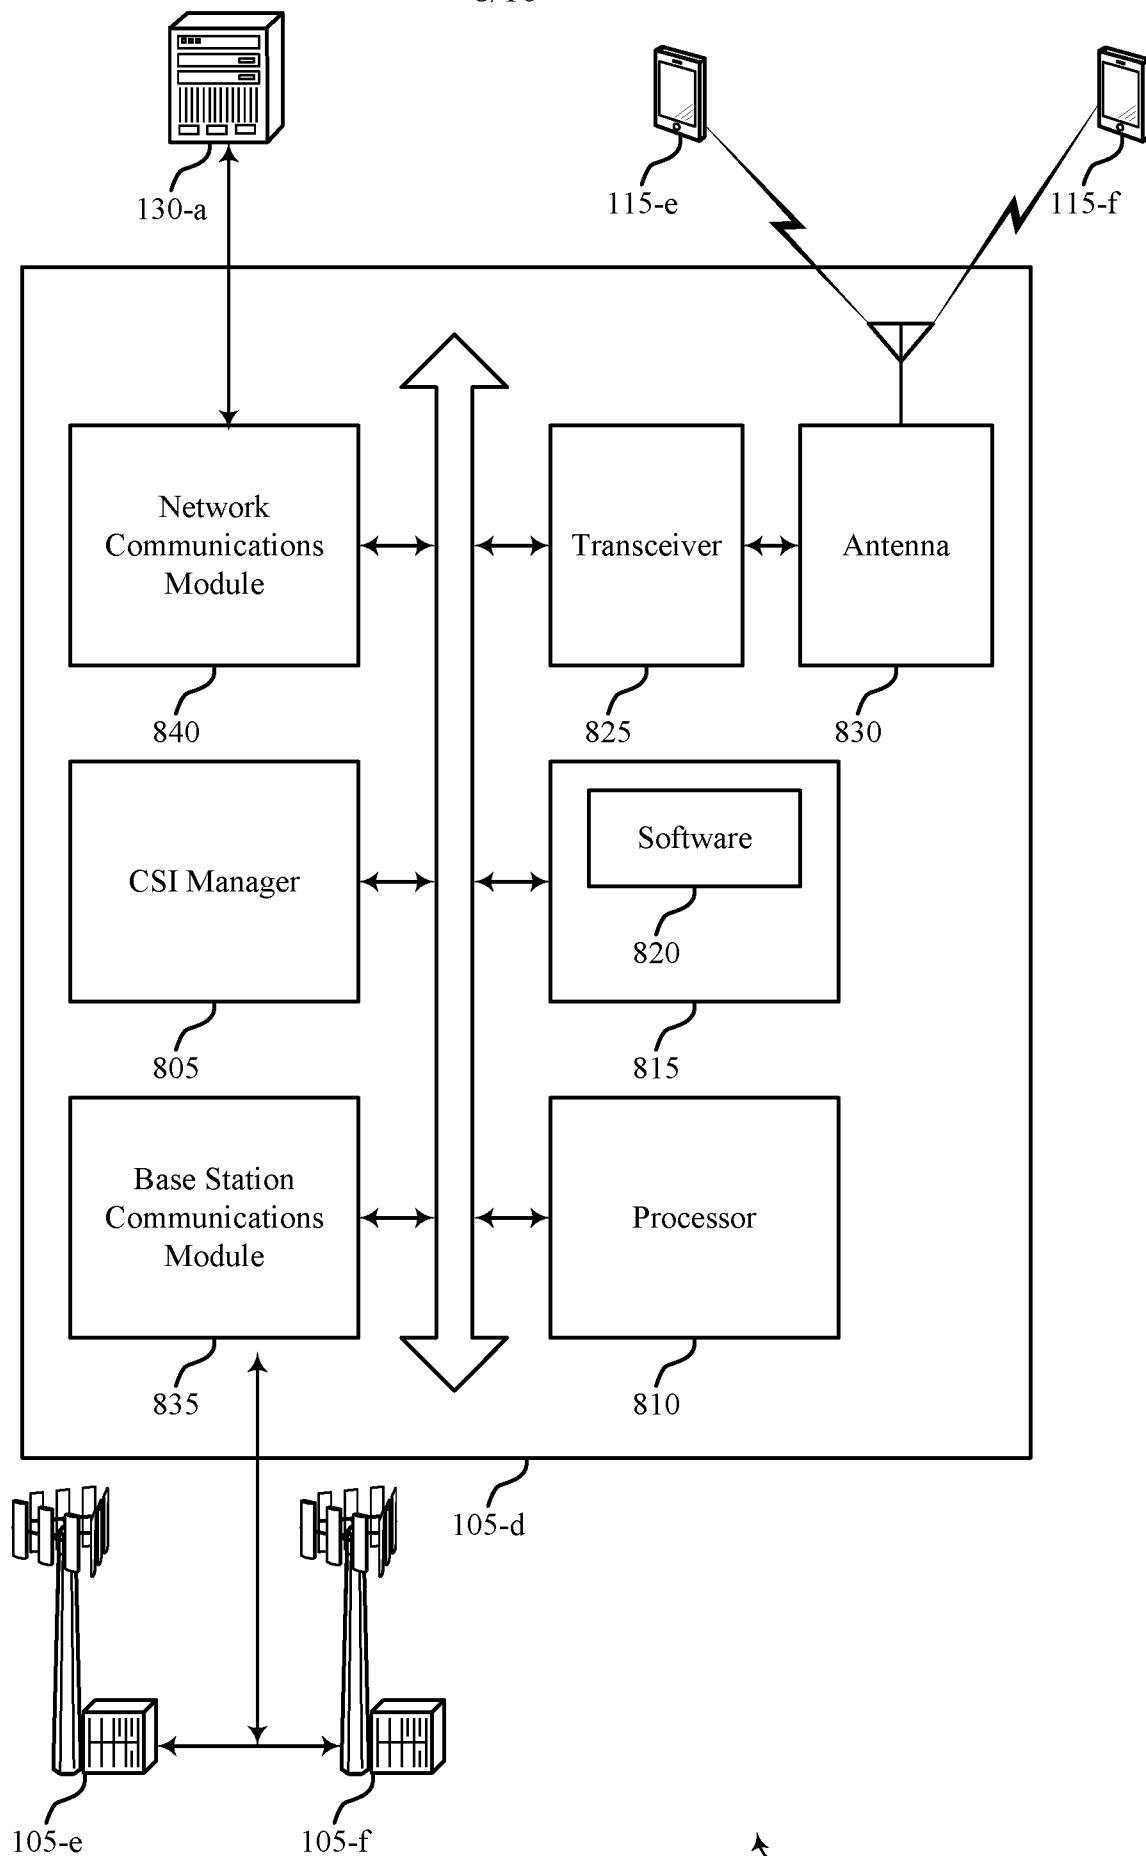 130-a
115-e
115-f
Network
Communications
Module
Transceiver
Antenna
840
825
830
CSI Manager
Software
820
805
815
Base Station
Communications
Module
Processor
835
810
105-d
105-e
105-f